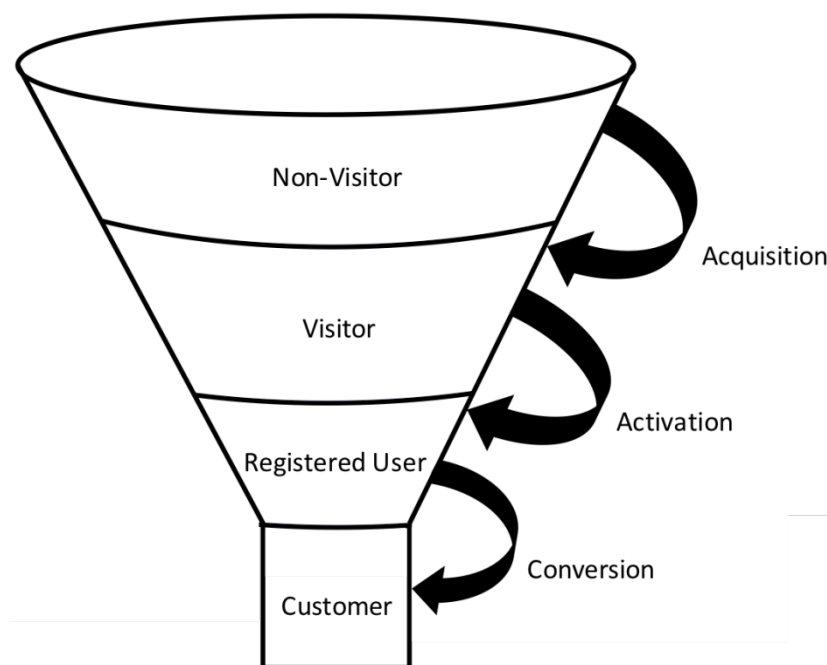 Non-Visitor
Acquisition
Visitor
Activation
Registered User
Conversion
Customer